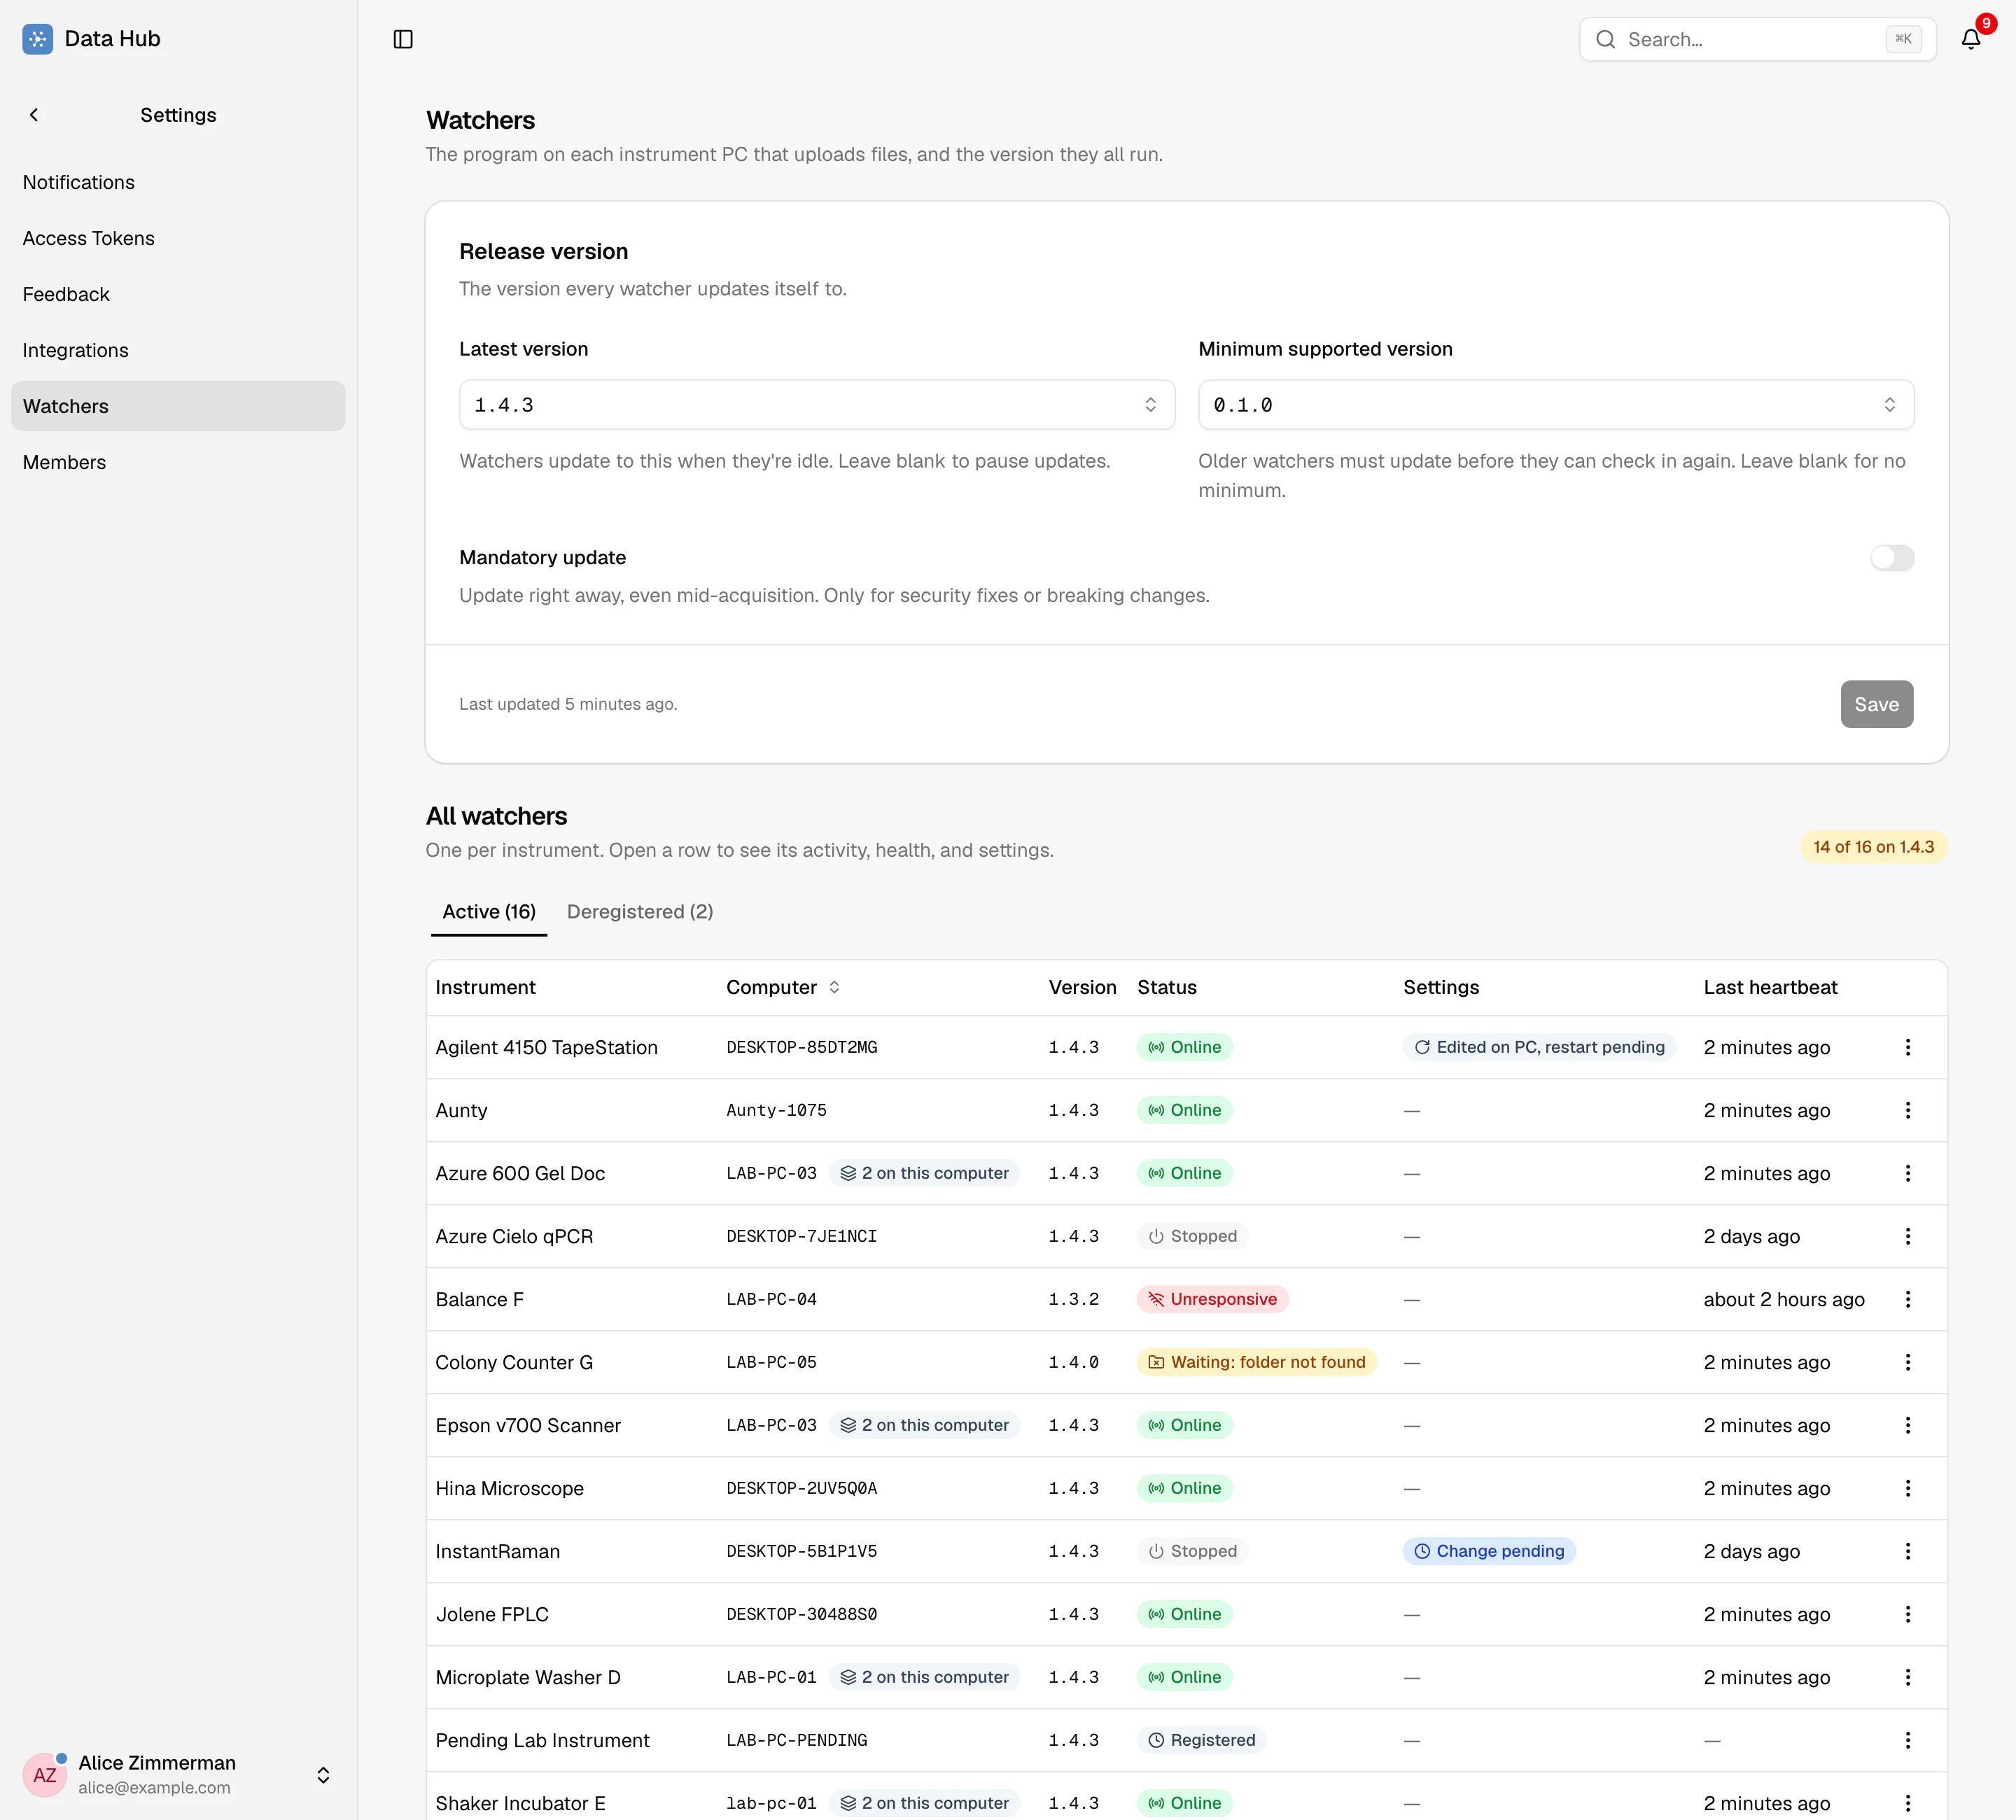 Data Hub
Search...
⌘K
9
Settings
Notifications
Access Tokens
Feedback
Integrations
Watchers
Members
Watchers
The program on each instrument PC that uploads files, and the version they all run.
Release version
The version every watcher updates itself to.
Latest version
1.4.3
Watchers update to this when they're idle. Leave blank to pause updates.
Minimum supported version
0.1.0
Older watchers must update before they can check in again. Leave blank for no
minimum.
Mandatory update
Update right away, even mid-acquisition. Only for security fixes or breaking changes.
Last updated 5 minutes ago.
Save
All watchers
One per instrument. Open a row to see its activity, health, and settings.
14 of 16 on 1.4.3
Active (16) Deregistered (2)
Instrument Computer Version Status Settings Last heartbeat
Agilent 4150 TapeStation DESKTOP-85DT2MG 1.4.3 Online Edited on PC, restart pending 2 minutes ago
Aunty Aunty-1075 1.4.3 Online — 2 minutes ago
Azure 600 Gel Doc LAB-PC-03 2 on this computer 1.4.3 Online — 2 minutes ago
Azure Cielo qPCR DESKTOP-7JE1NCI 1.4.3 Stopped — 2 days ago
Balance F LAB-PC-04 1.3.2 Unresponsive — about 2 hours ago
Colony Counter G LAB-PC-05 1.4.0 Waiting: folder not found — 2 minutes ago
Epson v700 Scanner LAB-PC-03 2 on this computer 1.4.3 Online — 2 minutes ago
Hina Microscope DESKTOP-2UV5Q0A 1.4.3 Online — 2 minutes ago
InstantRaman DESKTOP-5B1P1V5 1.4.3 Stopped Change pending 2 days ago
Jolene FPLC DESKTOP-30488S0 1.4.3 Online — 2 minutes ago
Microplate Washer D LAB-PC-01 2 on this computer 1.4.3 Online — 2 minutes ago
Pending Lab Instrument LAB-PC-PENDING 1.4.3 Registered — —
Shaker Incubator E lab-pc-01 2 on this computer 1.4.3 Online — 2 minutes ago
AZ
Alice Zimmerman
alice@example.com